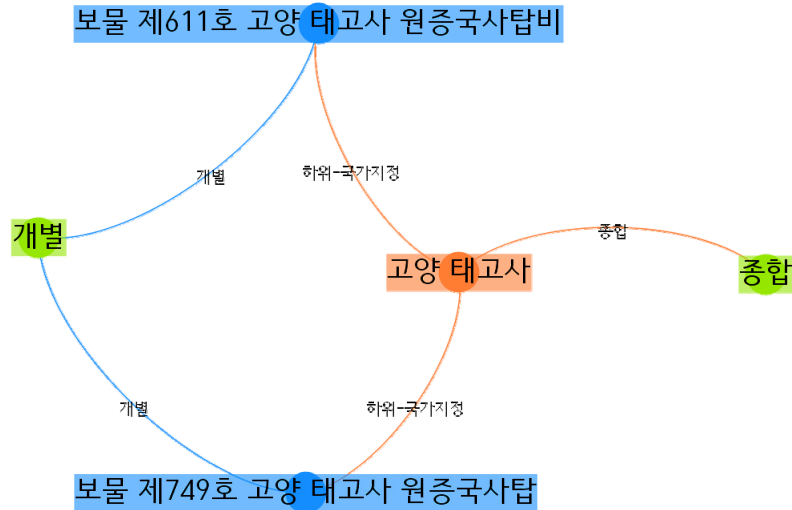 보물 제611호 고양 태고사 원증국사탑비
개별
하위-국가지정
개별
종합
고양 태고사
종합
개별
하위-국가지정
보물 제749호 고양 태고사 원증국사탑